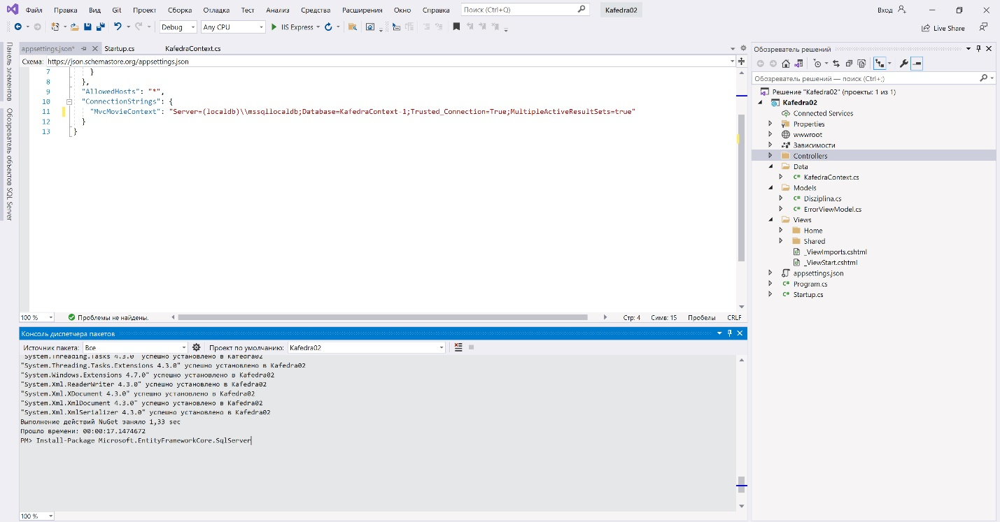 Файл Правка Вид Git Проект Сборка Отладка Тест Анализ Средства Расширения Окно Справка Поиск (Ctrl+Q) Kafedra02 Вход
Debug Any CPU IIS Express Live Share
Панель элементов
Обозреватель объектов SQL Server
appsettings.json* Startup.cs KafedraContext.cs
Схема: https://json.schemastore.org/appsettings.json
7 }
8 },
9 "AllowedHosts": "*",
10 "ConnectionStrings": {
11 "MvcMovieContext": "Server=(localdb)\\mssqllocaldb;Database=KafedraContext-1;Trusted_Connection=True;MultipleActiveResultSets=true"
12 }
13 }
100 % Проблемы не найдены. Стр: 4 Симв: 15 Пробелы CRLF
Консоль диспетчера пакетов
Источник пакета: Все Проект по умолчанию: Kafedra02
"System.Threading.Tasks 4.3.0" успешно установлено в Kafedra02
"System.Threading.Tasks.Extensions 4.3.0" успешно установлено в Kafedra02
"System.Windows.Extensions 4.7.0" успешно установлено в Kafedra02
"System.Xml.ReaderWriter 4.3.0" успешно установлено в Kafedra02
"System.Xml.XDocument 4.3.0" успешно установлено в Kafedra02
"System.Xml.XmlDocument 4.3.0" успешно установлено в Kafedra02
"System.Xml.XmlSerializer 4.3.0" успешно установлено в Kafedra02
Выполнение действий NuGet заняло 1,33 sec
Прошло времени: 00:00:17.1474672
PM> Install-Package Microsoft.EntityFrameworkCore.SqlServer
100 %
Обозреватель решений
Обозреватель решений — поиск (Ctrl+;)
Решение "Kafedra02" (проекты: 1 из 1)
Kafedra02
Connected Services
Properties
wwwroot
Зависимости
Controllers
Data
C# KafedraContext.cs
Models
C# Disziplina.cs
C# ErrorViewModel.cs
Views
Home
Shared
_ViewImports.cshtml
_ViewStart.cshtml
appsettings.json
C# Program.cs
C# Startup.cs